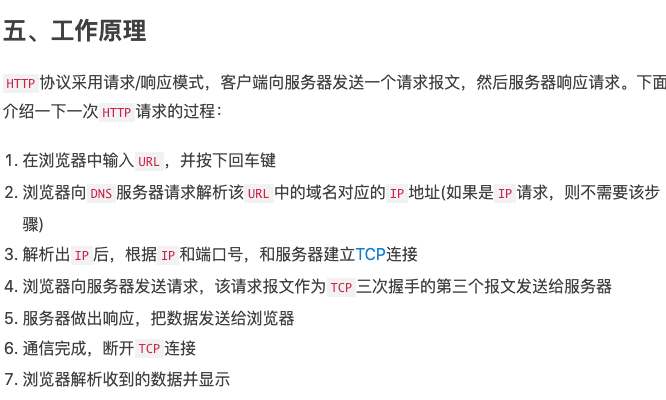 五、工作原理
HTTP 协议采用请求/响应模式，客户端向服务器发送一个请求报文，然后服务器响应请求。下面
介绍一下一次 HTTP 请求的过程：
1. 在浏览器中输入 URL ，并按下回车键
2. 浏览器向 DNS 服务器请求解析该 URL 中的域名对应的 IP 地址(如果是 IP 请求，则不需要该步
骤)
3. 解析出 IP 后，根据 IP 和端口号，和服务器建立TCP连接
4. 浏览器向服务器发送请求，该请求报文作为 TCP 三次握手的第三个报文发送给服务器
5. 服务器做出响应，把数据发送给浏览器
6. 通信完成，断开 TCP 连接
7. 浏览器解析收到的数据并显示